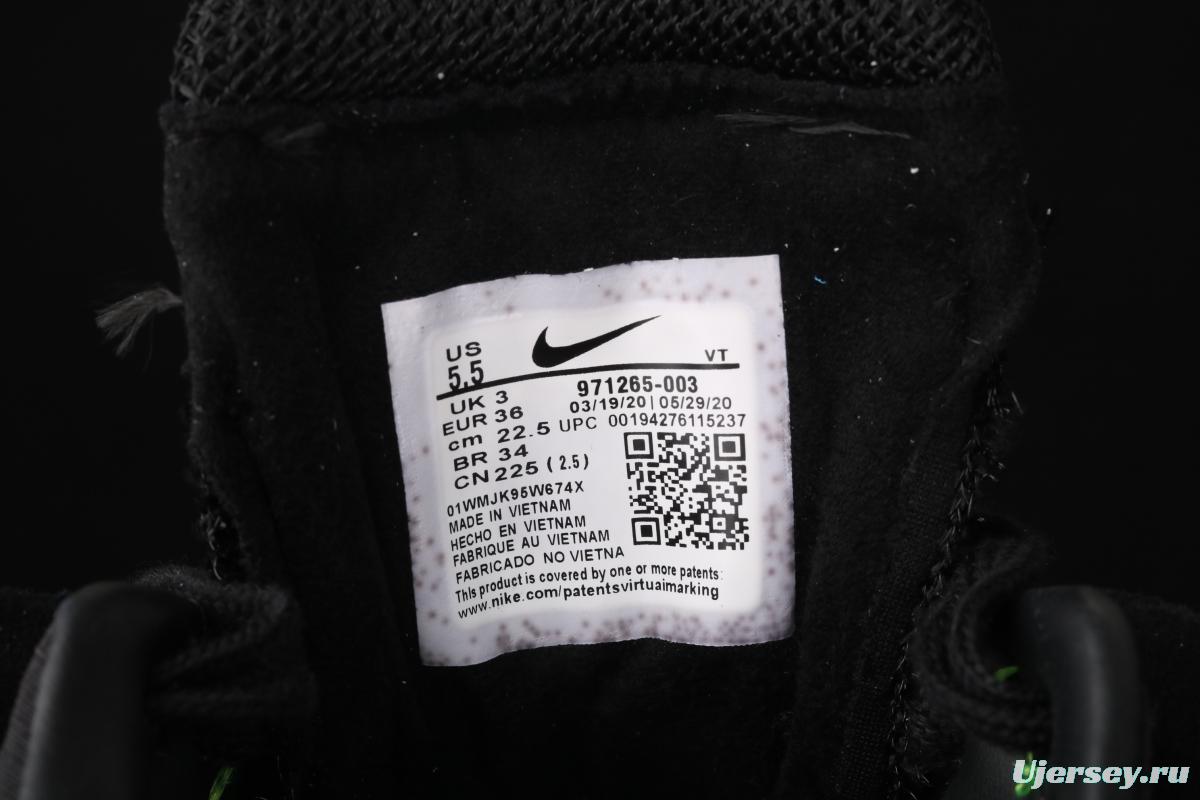 US
5.5
VT
UK 3
971265-003
EUR 36
03/19/20 | 05/29/20
cm 22.5
UPC 00194276115237
BR 34
CN 225 (2.5)
01WMJK95W674X
MADE IN VIETNAM
HECHO EN VIETNAM
FABRIQUE AU VIETNAM
FABRICADO NO VIETNA
This product is covered by one or more patents:
www.nike.com/patentsvirtuaimarking
Ujersey.ru